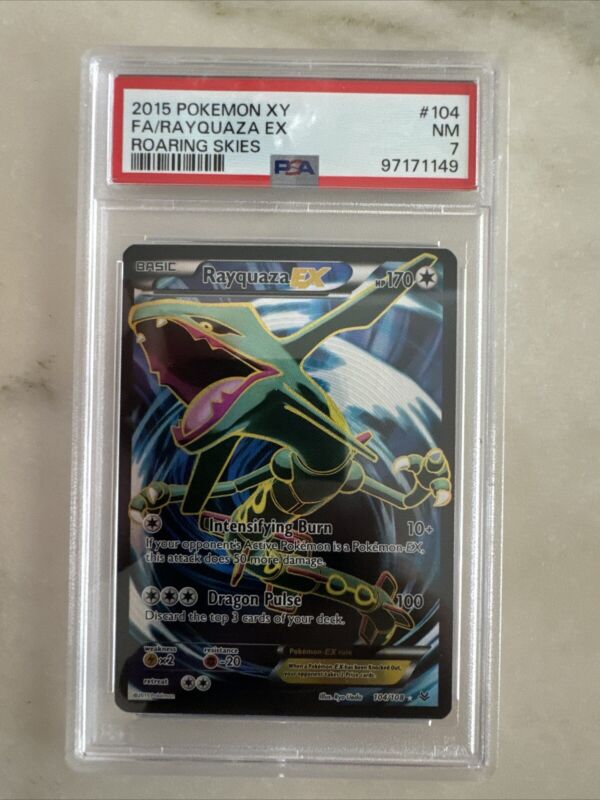 2015 POKEMON XY #104
FA/RAYQUAZA EX NM
ROARING SKIES 7
PSA 97171149
BASIC Rayquaza EX HP170
Intensifying Burn 10+
If your opponent's Active Pokémon is a Pokémon-EX,
this attack does 50 more damage.
Dragon Pulse 100
Discard the top 3 cards of your deck.
weakness resistance Pokémon-EX rule
×2 -20 When a Pokémon-EX has been Knocked Out,
your opponent takes 2 Prize cards.
retreat
©2015 Pokémon Illus. Ryo Ueda 104/108